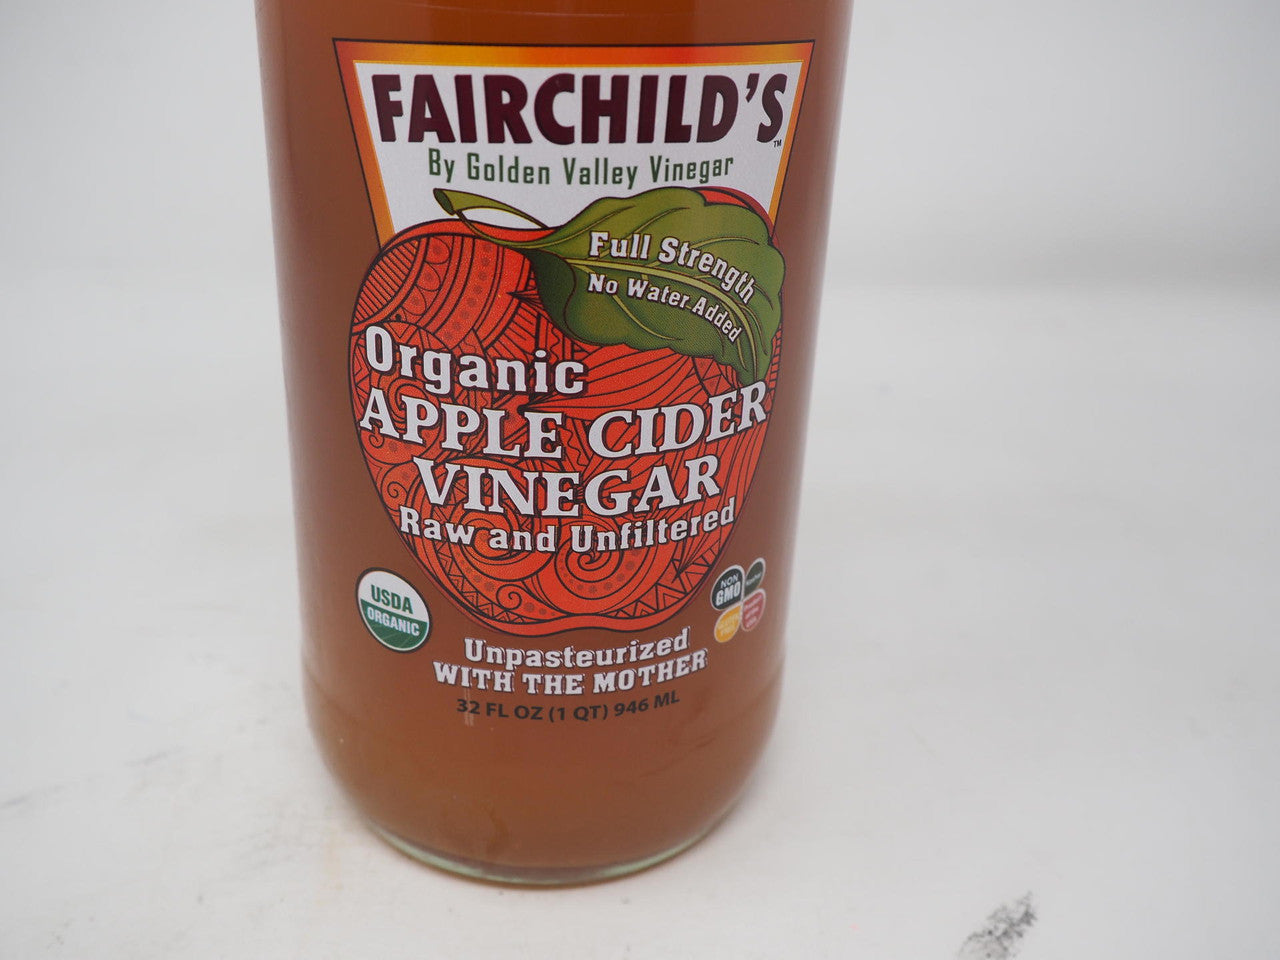 FAIRCHILD'S™
By Golden Valley Vinegar
Full Strength
No Water Added
Organic
APPLE CIDER
VINEGAR
Raw and Unfiltered
USDA
ORGANIC
NON
GMO
Unpasteurized
WITH THE MOTHER
32 FL OZ (1 QT) 946 ML